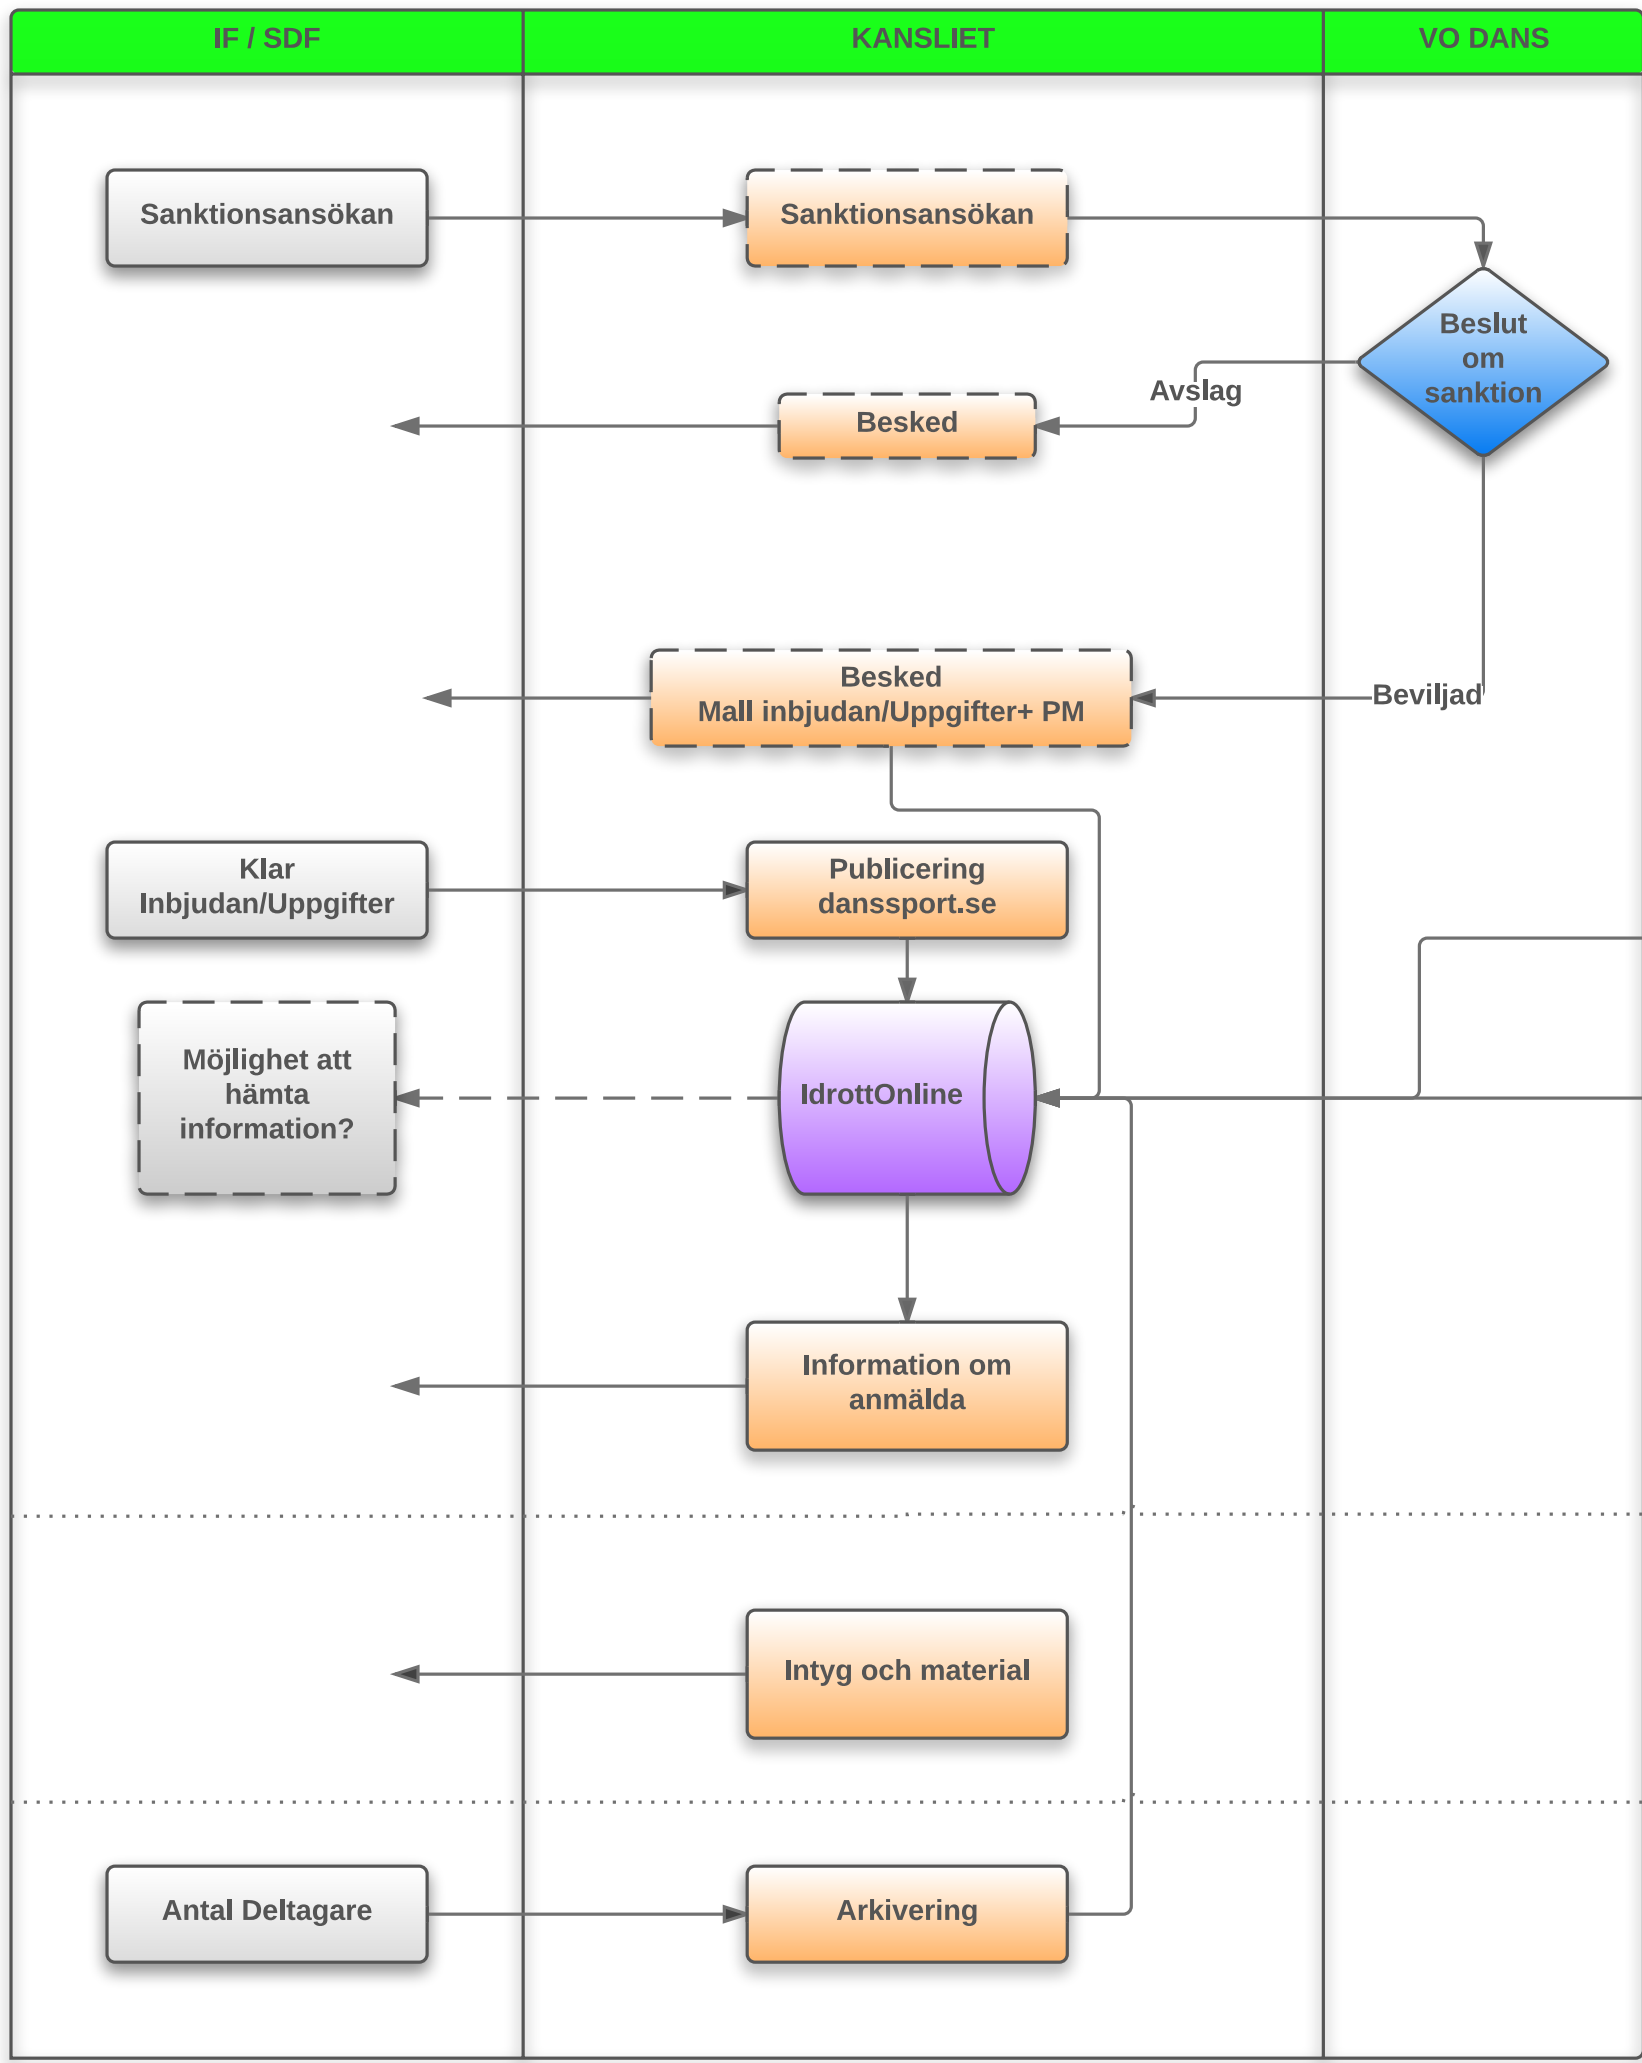 IF / SDF
KANSLIET
VO DANS
Sanktionsansökan
Sanktionsansökan
Beslut
om
sanktion
Avslag
Besked
Besked
Mall inbjudan/Uppgifter+ PM
Beviljad
Klar
Inbjudan/Uppgifter
Publicering
danssport.se
Möjlighet att
hämta
information?
IdrottOnline
Information om
anmälda
Intyg och material
Antal Deltagare
Arkivering